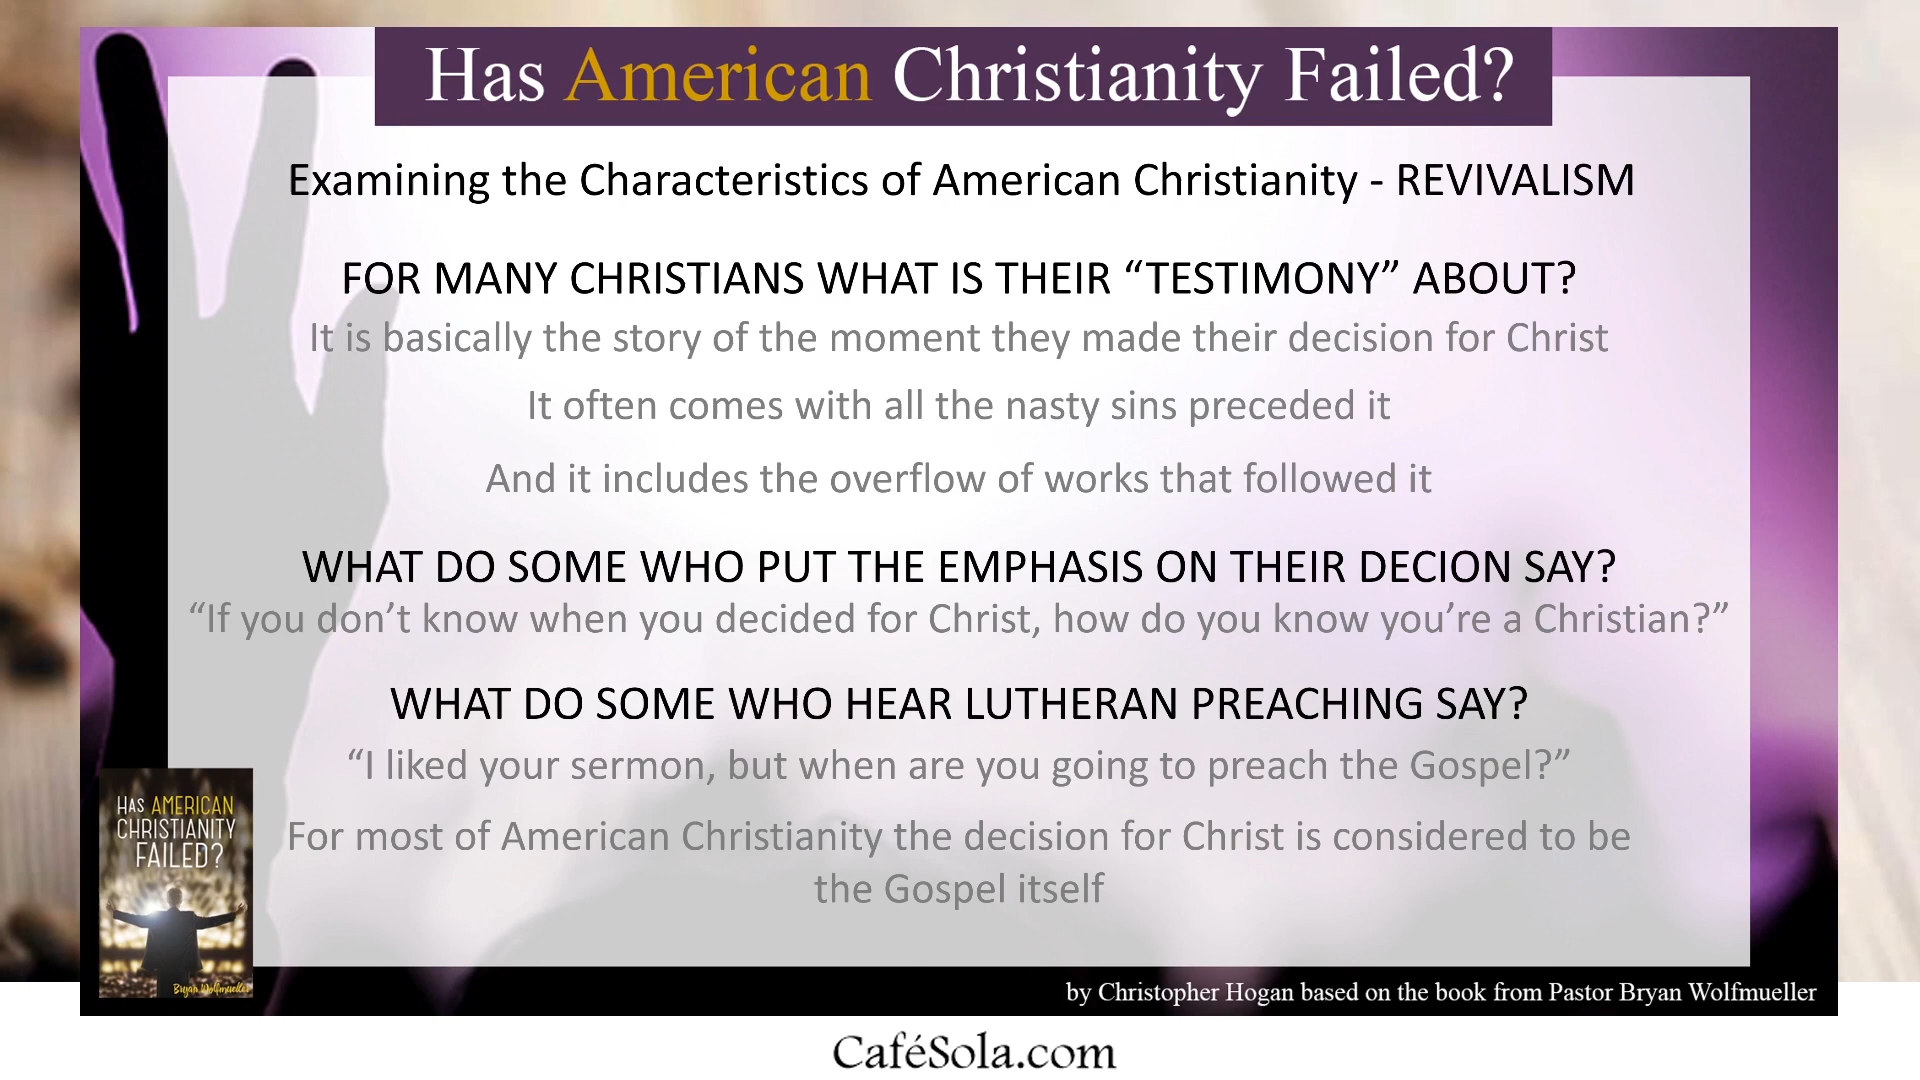 Has American Christianity Failed?
Examining the Characteristics of American Christianity - REVIVALISM
FOR MANY CHRISTIANS WHAT IS THEIR “TESTIMONY” ABOUT?
It is basically the story of the moment they made their decision for Christ
It often comes with all the nasty sins preceded it
And it includes the overflow of works that followed it
WHAT DO SOME WHO PUT THE EMPHASIS ON THEIR DECION SAY?
“If you don’t know when you decided for Christ, how do you know you’re a Christian?”
WHAT DO SOME WHO HEAR LUTHERAN PREACHING SAY?
“I liked your sermon, but when are you going to preach the Gospel?”
For most of American Christianity the decision for Christ is considered to be
the Gospel itself
HAS AMERICAN
CHRISTIANITY
FAILED?
Bryan Wolfmueller
by Christopher Hogan based on the book from Pastor Bryan Wolfmueller
CaféSola.com